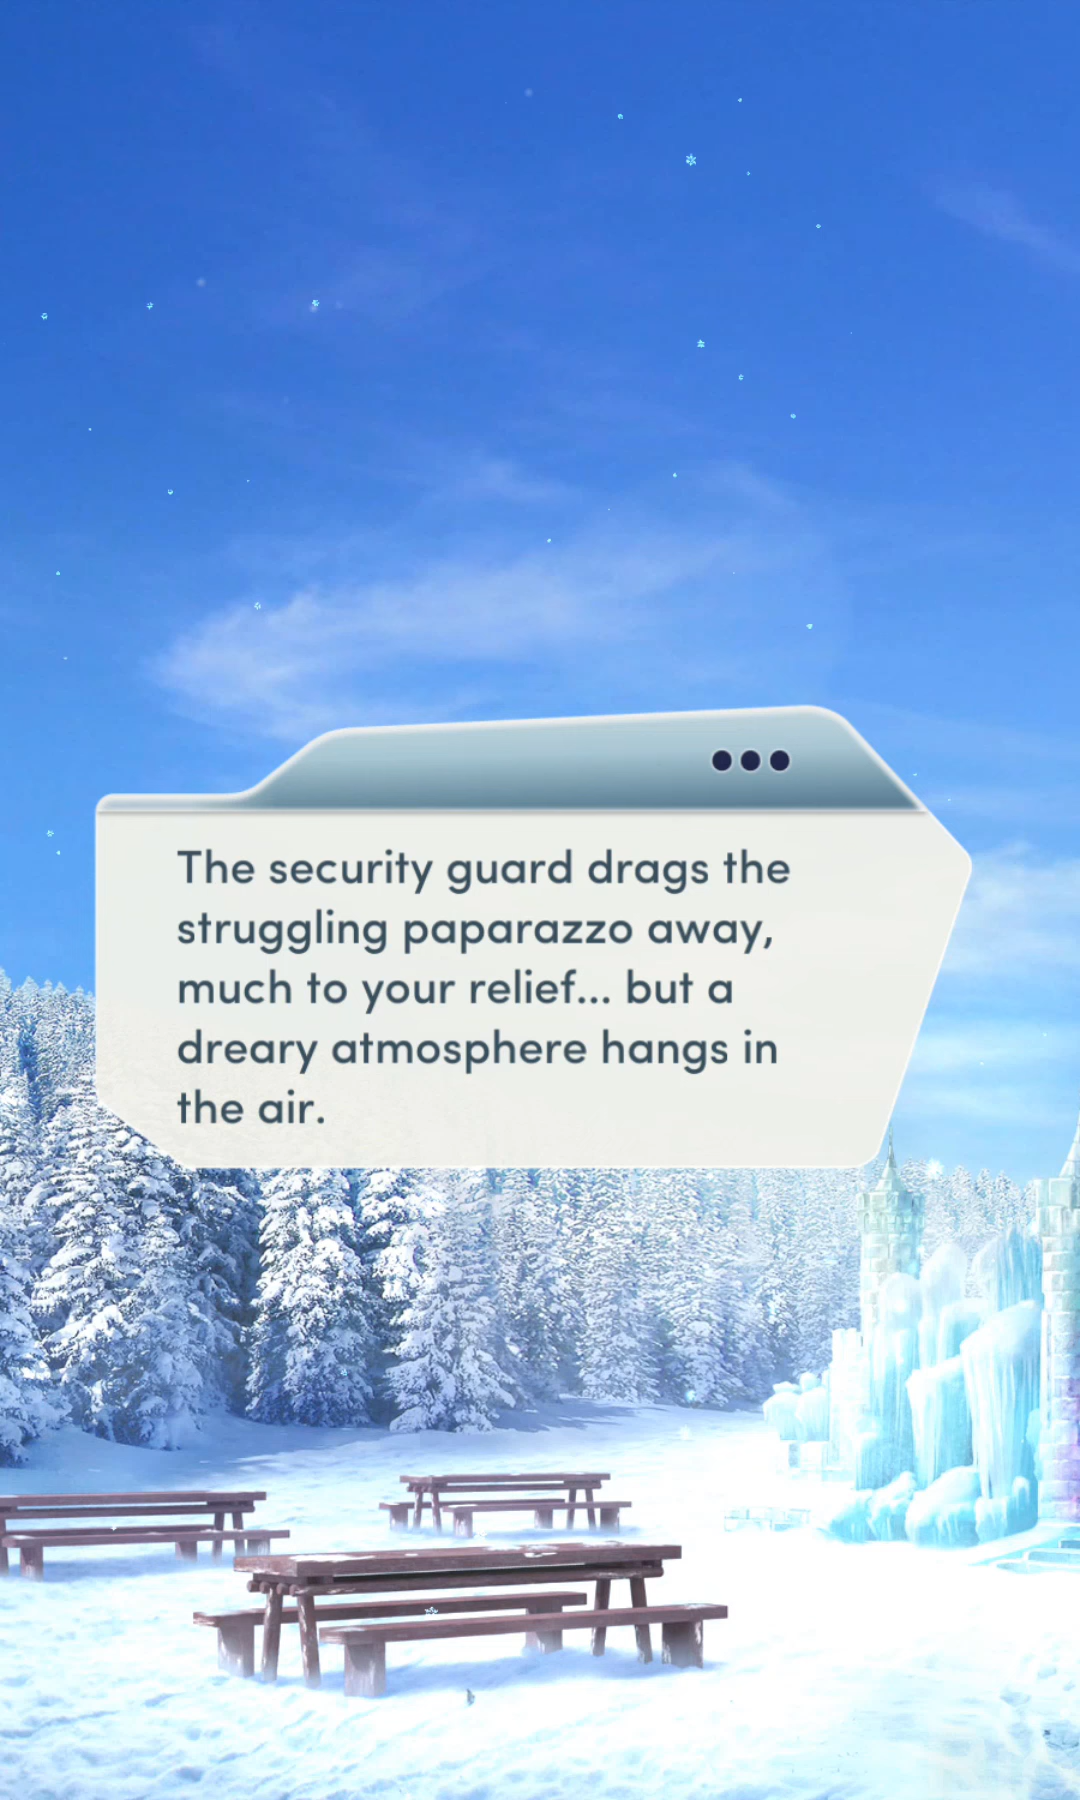 The security guard drags the
struggling paparazzo away,
much to your relief... but a
dreary atmosphere hangs in
the air.